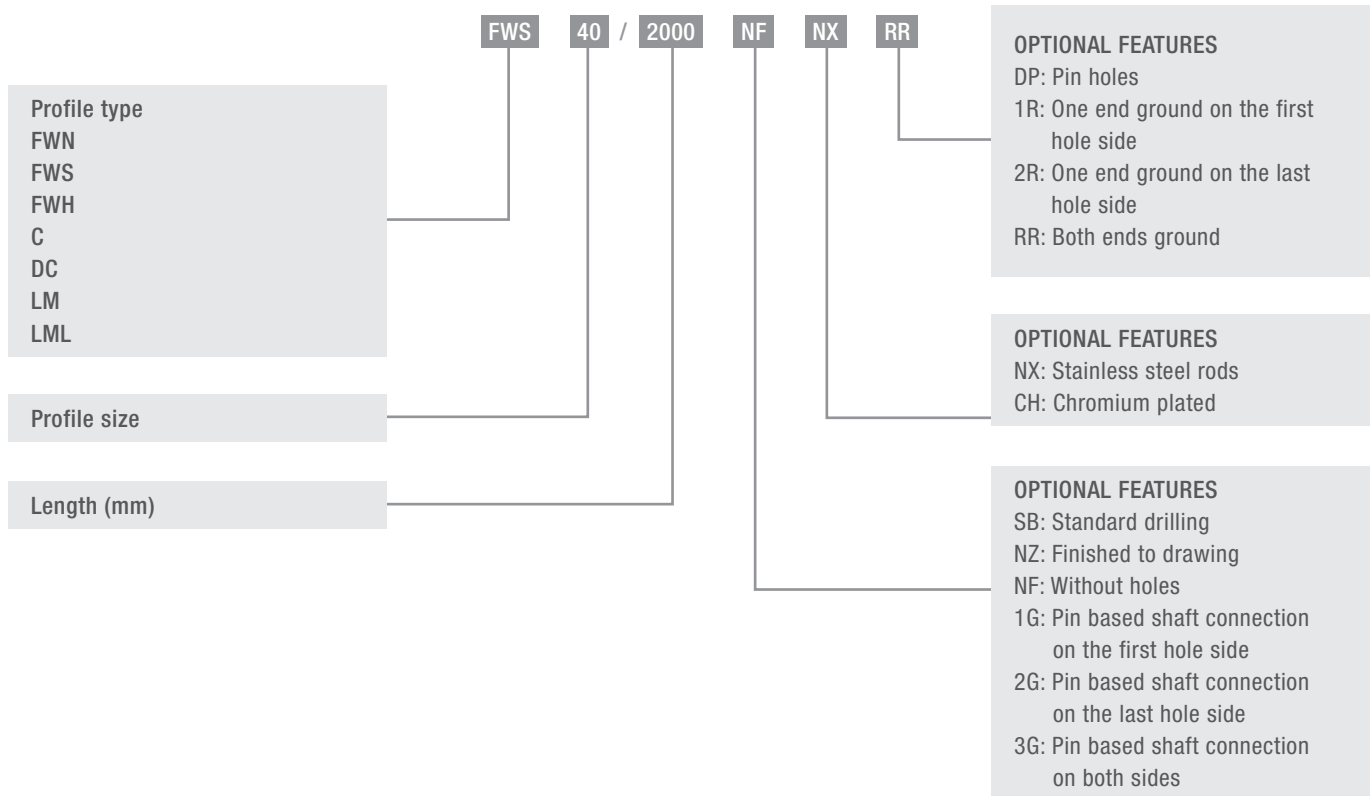 FWS 40 / 2000 NF NX RR
Profile type
FWN
FWS
FWH
C
DC
LM
LML
Profile size
Length (mm)
OPTIONAL FEATURES
DP: Pin holes
1R: One end ground on the first
hole side
2R: One end ground on the last
hole side
RR: Both ends ground
OPTIONAL FEATURES
NX: Stainless steel rods
CH: Chromium plated
OPTIONAL FEATURES
SB: Standard drilling
NZ: Finished to drawing
NF: Without holes
1G: Pin based shaft connection
on the first hole side
2G: Pin based shaft connection
on the last hole side
3G: Pin based shaft connection
on both sides